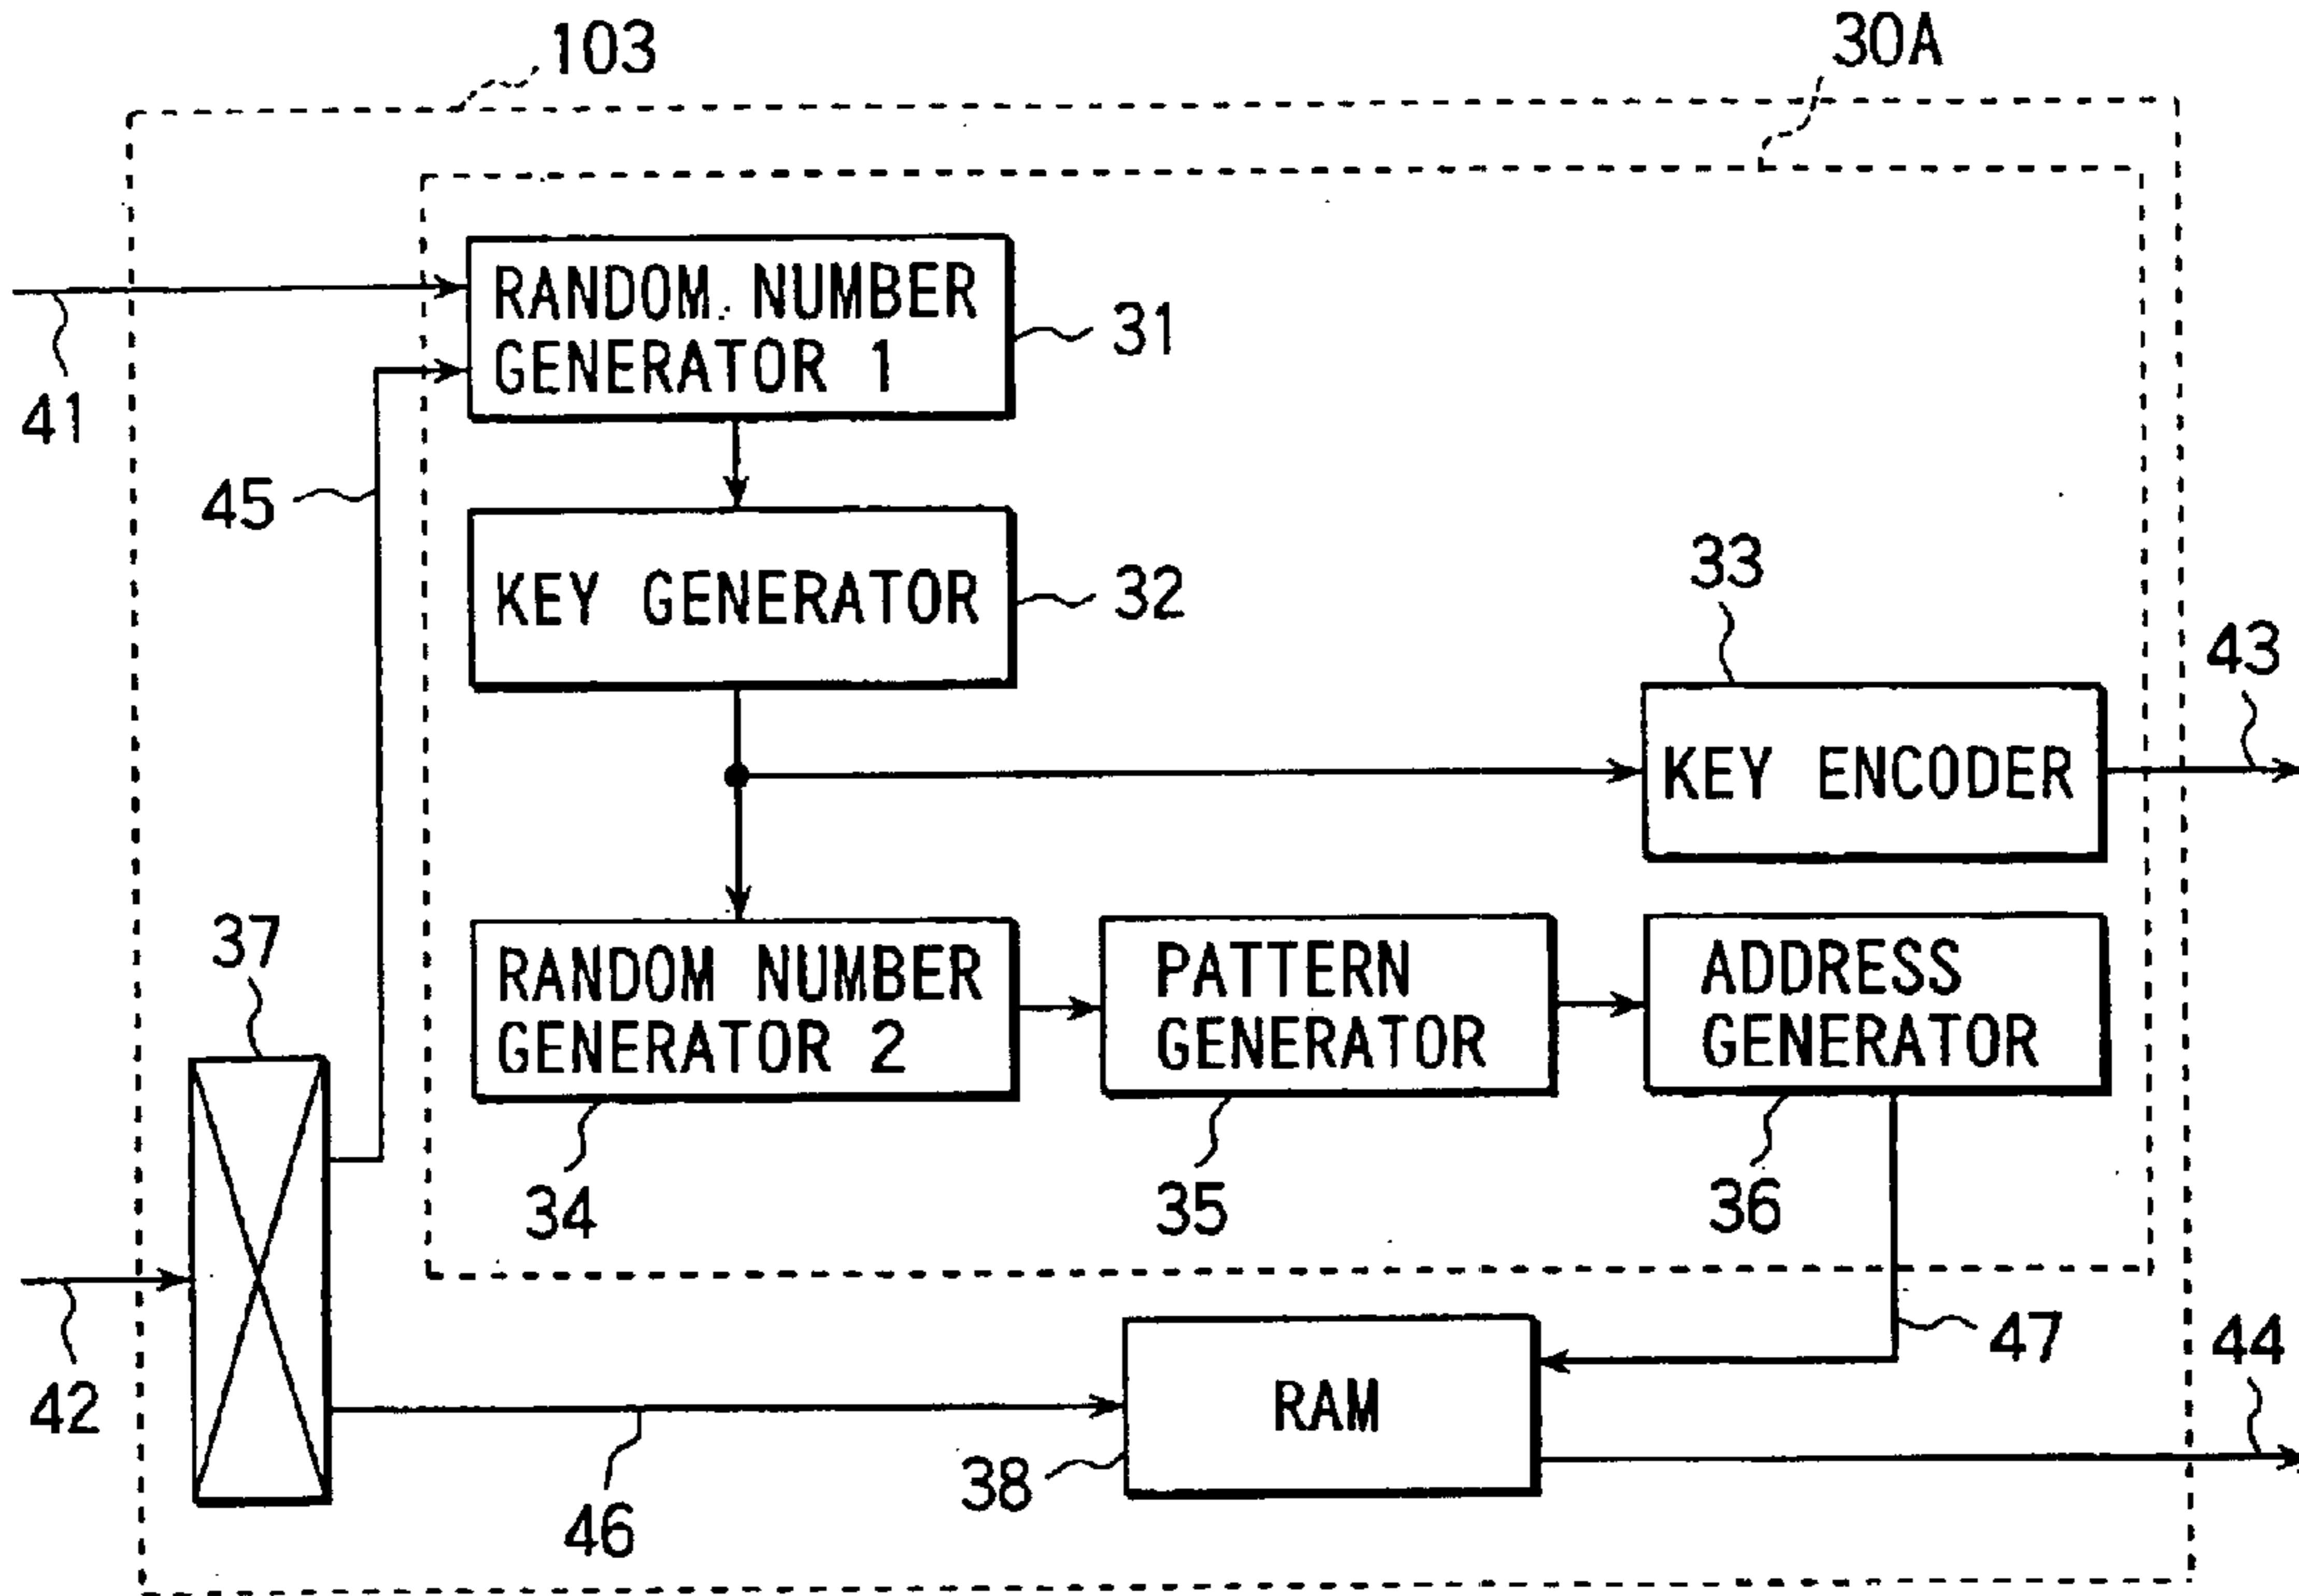 103
30A
RANDOM NUMBER
GENERATOR 1
31
41
45
KEY GENERATOR
32
33
43
KEY ENCODER
37
RANDOM NUMBER
GENERATOR 2
PATTERN
GENERATOR
ADDRESS
GENERATOR
34
35
36
42
47
44
RAM
38
46